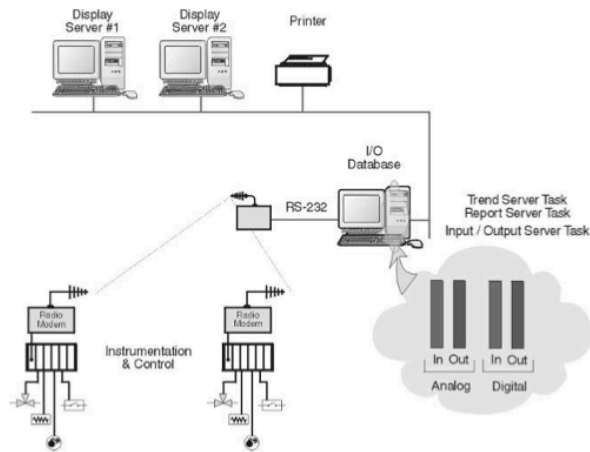 Display
Server #1
Display
Server #2
Printer
I/O
Database
RS-232
Trend Server Task
Report Server Task
Input / Output Server Task
Radio
Modem
Radio
Modem
Instrumentation
& Control
In Out In Out
Analog Digital